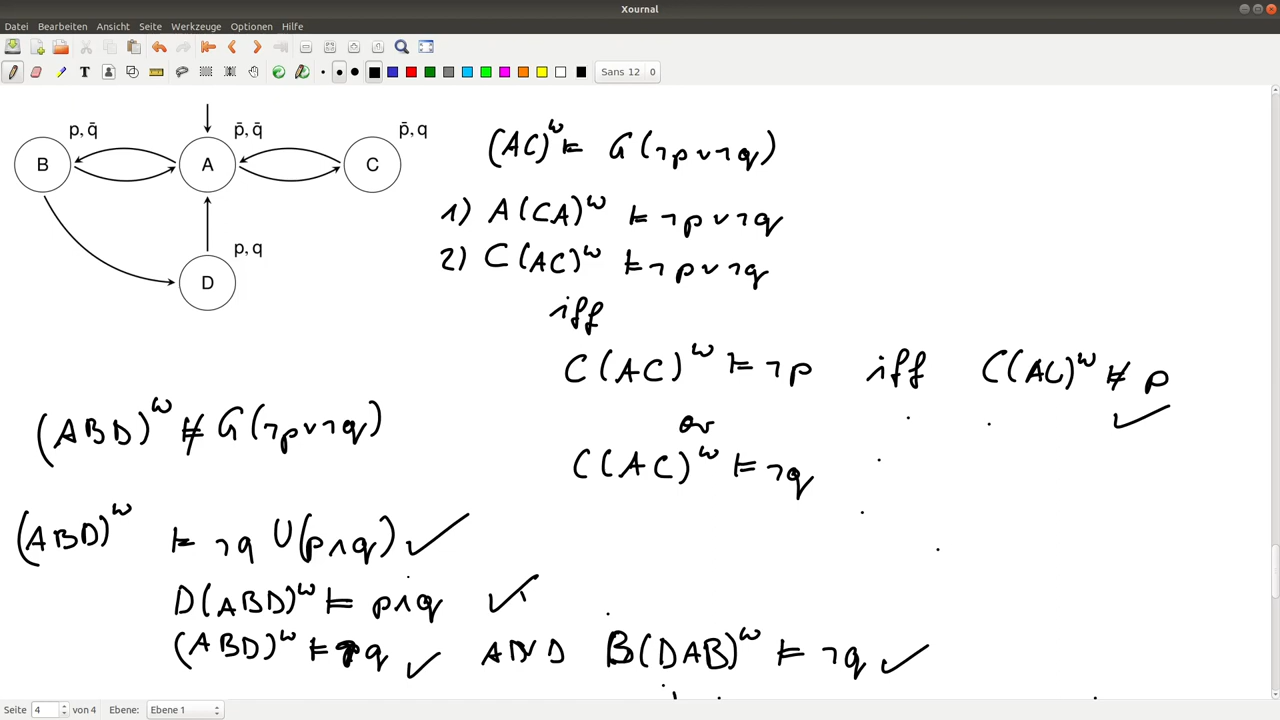 Xournal
Datei Bearbeiten Ansicht Seite Werkzeuge Optionen Hilfe
Sans 12 0
p, q̄
p̄, q̄
p̄, q
B
A
C
p, q
D
(AC)^ω ⊨ G(¬p∨¬q)
1) A(CA)^ω ⊨ ¬p∨¬q
2) C(AC)^ω ⊨ ¬p∨¬q
iff
C(AC)^ω ⊨ ¬p iff C(AC)^ω ⊭ p ✓
or
C(AC)^ω ⊨ ¬q
(ABD)^ω ⊭ G(¬p∨¬q)
(ABD)^ω ⊨ ¬q U(p∧q) ✓
D(ABD)^ω ⊨ p∧q ✓
(ABD)^ω ⊨ ¬q ✓ AND B(DAB)^ω ⊨ ¬q ✓
Seite 4 von 4 Ebene: Ebene 1